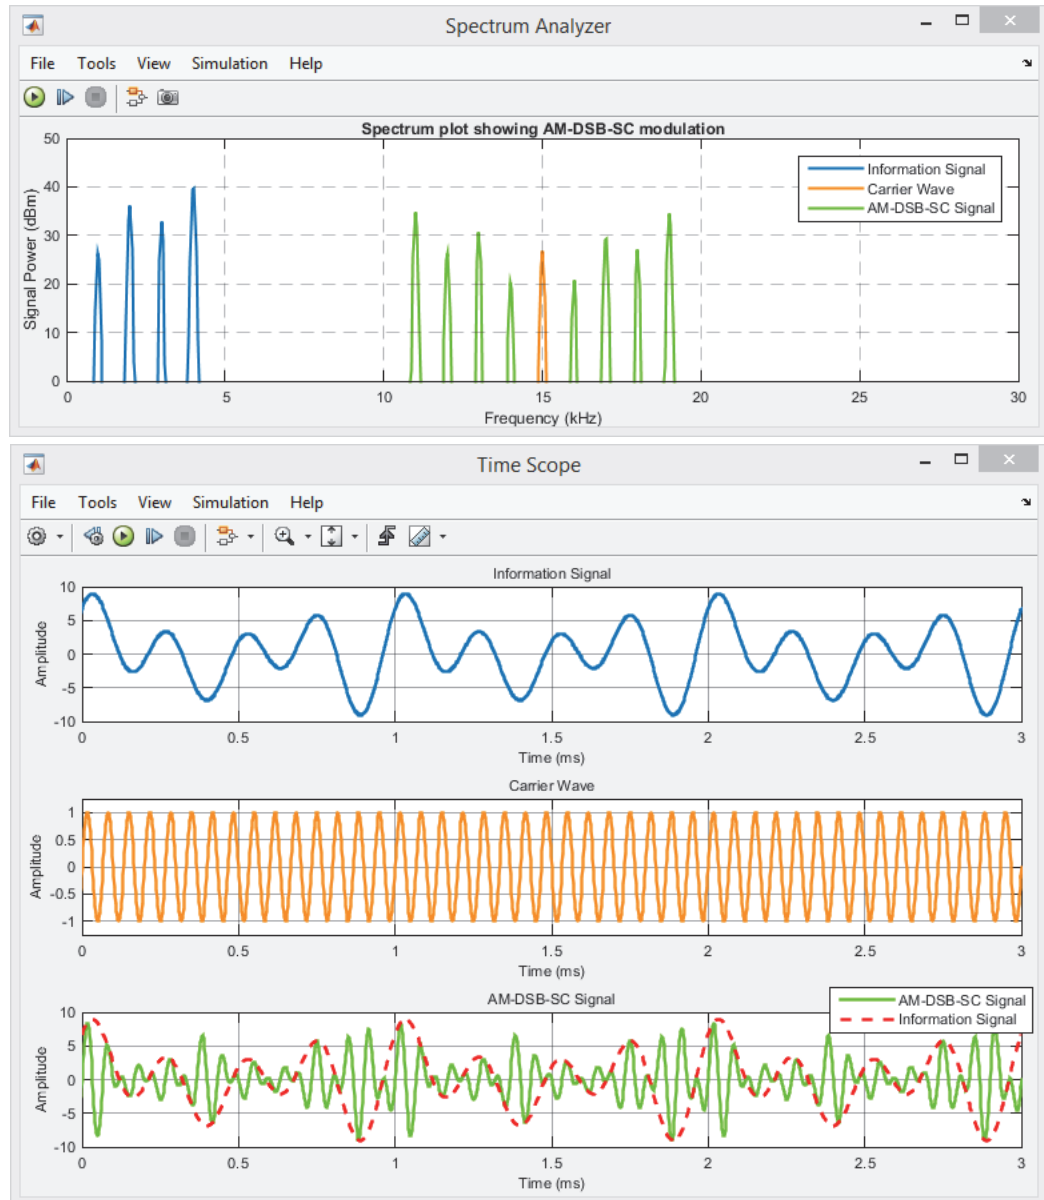 Spectrum Analyzer
File Tools View Simulation Help
Spectrum plot showing AM-DSB-SC modulation
50
40
30
20
10
0
Signal Power (dBm)
Information Signal
Carrier Wave
AM-DSB-SC Signal
0 5 10 15 20 25 30
Frequency (kHz)
Time Scope
File Tools View Simulation Help
Information Signal
10
5
0
-5
-10
Amplitude
0 0.5 1 1.5 2 2.5 3
Time (ms)
Carrier Wave
1
0.5
0
-0.5
-1
Amplitude
0 0.5 1 1.5 2 2.5 3
Time (ms)
AM-DSB-SC Signal
AM-DSB-SC Signal
Information Signal
10
5
0
-5
-10
Amplitude
0 0.5 1 1.5 2 2.5 3
Time (ms)